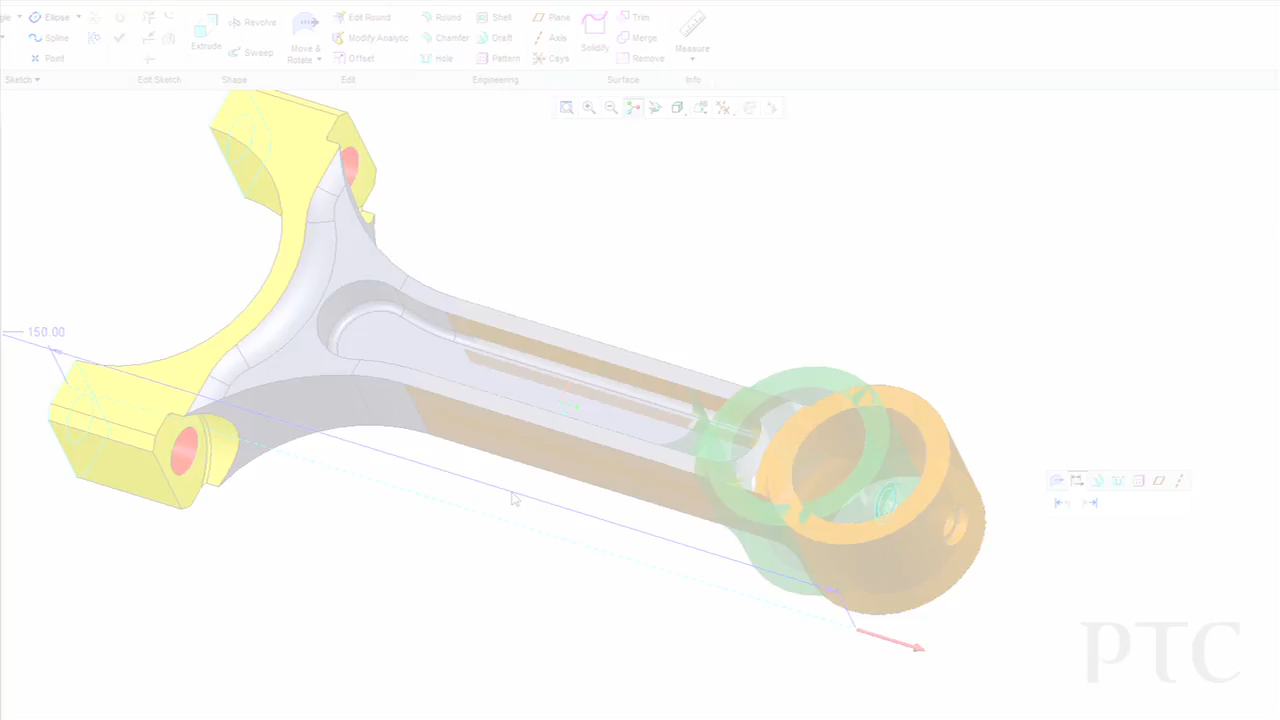 Ellipse Revolve Edit Round Round Shell Plane Trim
Spline Extrude Move & Modify Analytic Chamfer Draft Axis Solidify Merge Measure
Point Sweep Rotate Offset Hole Pattern Csys Remove
Sketch Edit Sketch Shape Edit Engineering Surface Info
150.00
PTC